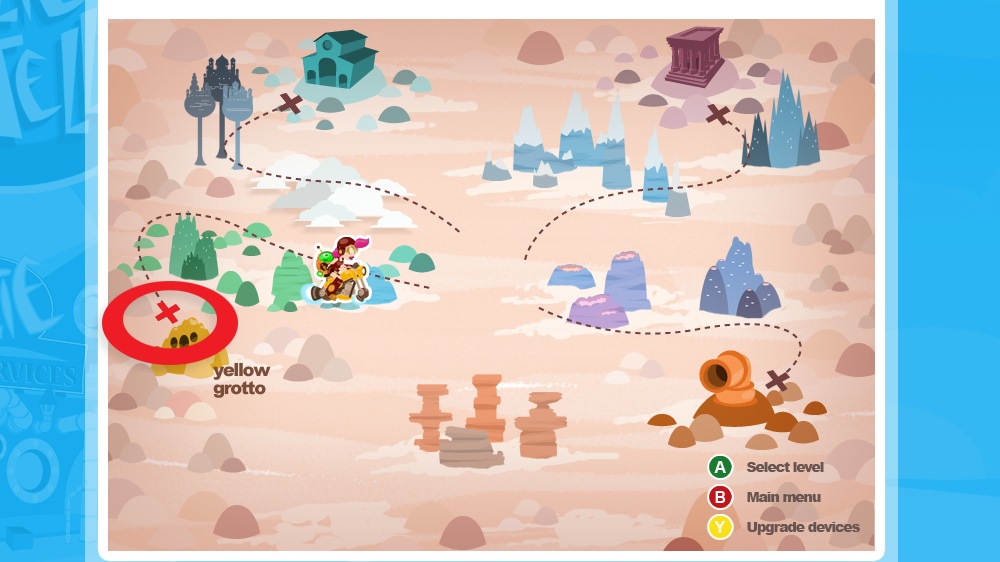 yellow
grotto
A Select level
B Main menu
Y Upgrade devices